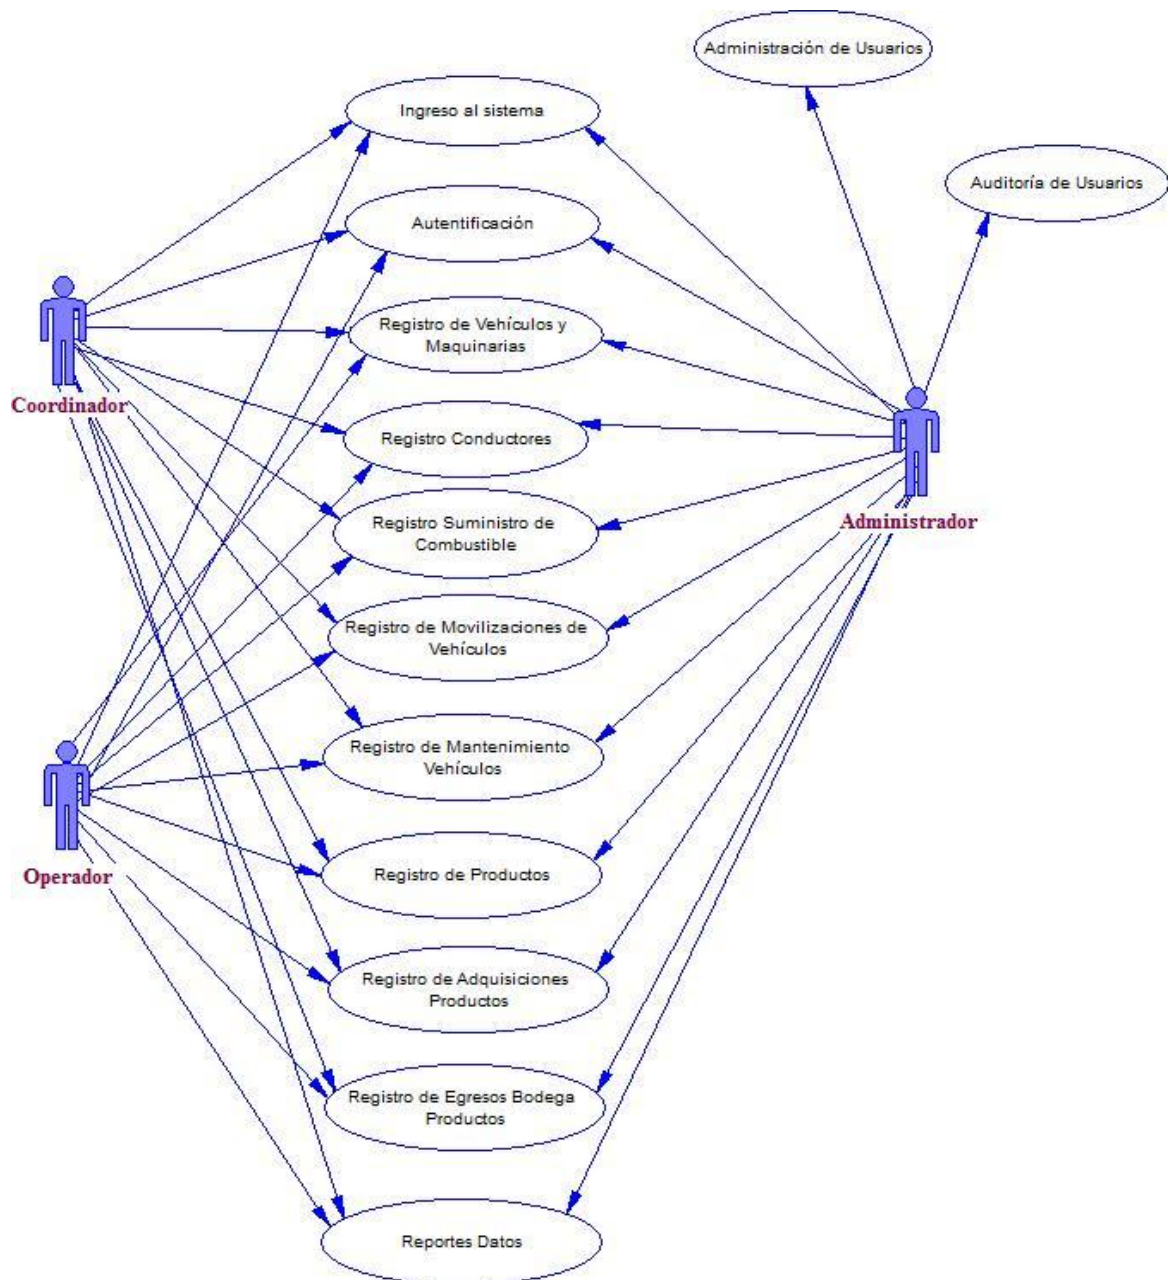 Administración de Usuarios
Ingreso al sistema
Auditoría de Usuarios
Autentificación
Registro de Vehículos y
Maquinarias
Coordinador
Registro Conductores
Registro Suministro de
Combustible
Administrador
Registro de Movilizaciones de
Vehículos
Registro de Mantenimiento
Vehículos
Operador
Registro de Productos
Registro de Adquisiciones
Productos
Registro de Egresos Bodega
Productos
Reportes Datos